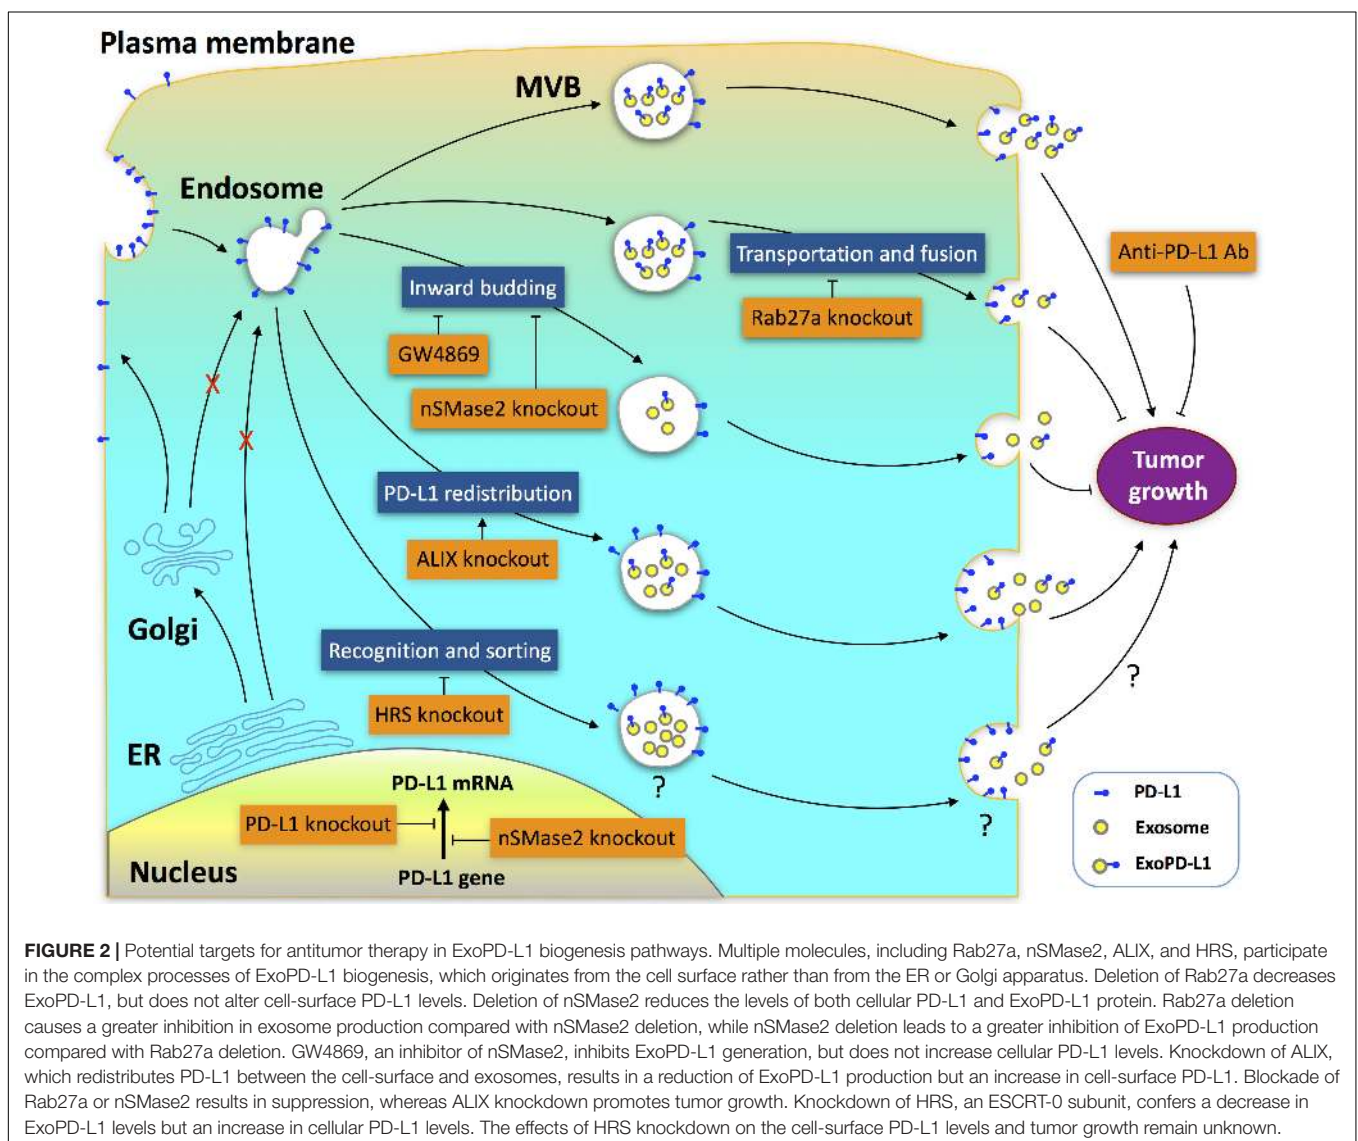 Plasma membrane
MVB
Endosome
Transportation and fusion
Anti-PD-L1 Ab
Inward budding
Rab27a knockout
GW4869
nSMase2 knockout
X
X
Tumor
growth
PD-L1 redistribution
ALIX knockout
Golgi
Recognition and sorting
HRS knockout
?
ER
?
?
PD-L1 mRNA
PD-L1 knockout
nSMase2 knockout
Nucleus
PD-L1 gene
PD-L1
Exosome
ExoPD-L1
FIGURE 2 | Potential targets for antitumor therapy in ExoPD-L1 biogenesis pathways. Multiple molecules, including Rab27a, nSMase2, ALIX, and HRS, participate
in the complex processes of ExoPD-L1 biogenesis, which originates from the cell surface rather than from the ER or Golgi apparatus. Deletion of Rab27a decreases
ExoPD-L1, but does not alter cell-surface PD-L1 levels. Deletion of nSMase2 reduces the levels of both cellular PD-L1 and ExoPD-L1 protein. Rab27a deletion
causes a greater inhibition in exosome production compared with nSMase2 deletion, while nSMase2 deletion leads to a greater inhibition of ExoPD-L1 production
compared with Rab27a deletion. GW4869, an inhibitor of nSMase2, inhibits ExoPD-L1 generation, but does not increase cellular PD-L1 levels. Knockdown of ALIX,
which redistributes PD-L1 between the cell-surface and exosomes, results in a reduction of ExoPD-L1 production but an increase in cell-surface PD-L1. Blockade of
Rab27a or nSMase2 results in suppression, whereas ALIX knockdown promotes tumor growth. Knockdown of HRS, an ESCRT-0 subunit, confers a decrease in
ExoPD-L1 levels but an increase in cellular PD-L1 levels. The effects of HRS knockdown on the cell-surface PD-L1 levels and tumor growth remain unknown.